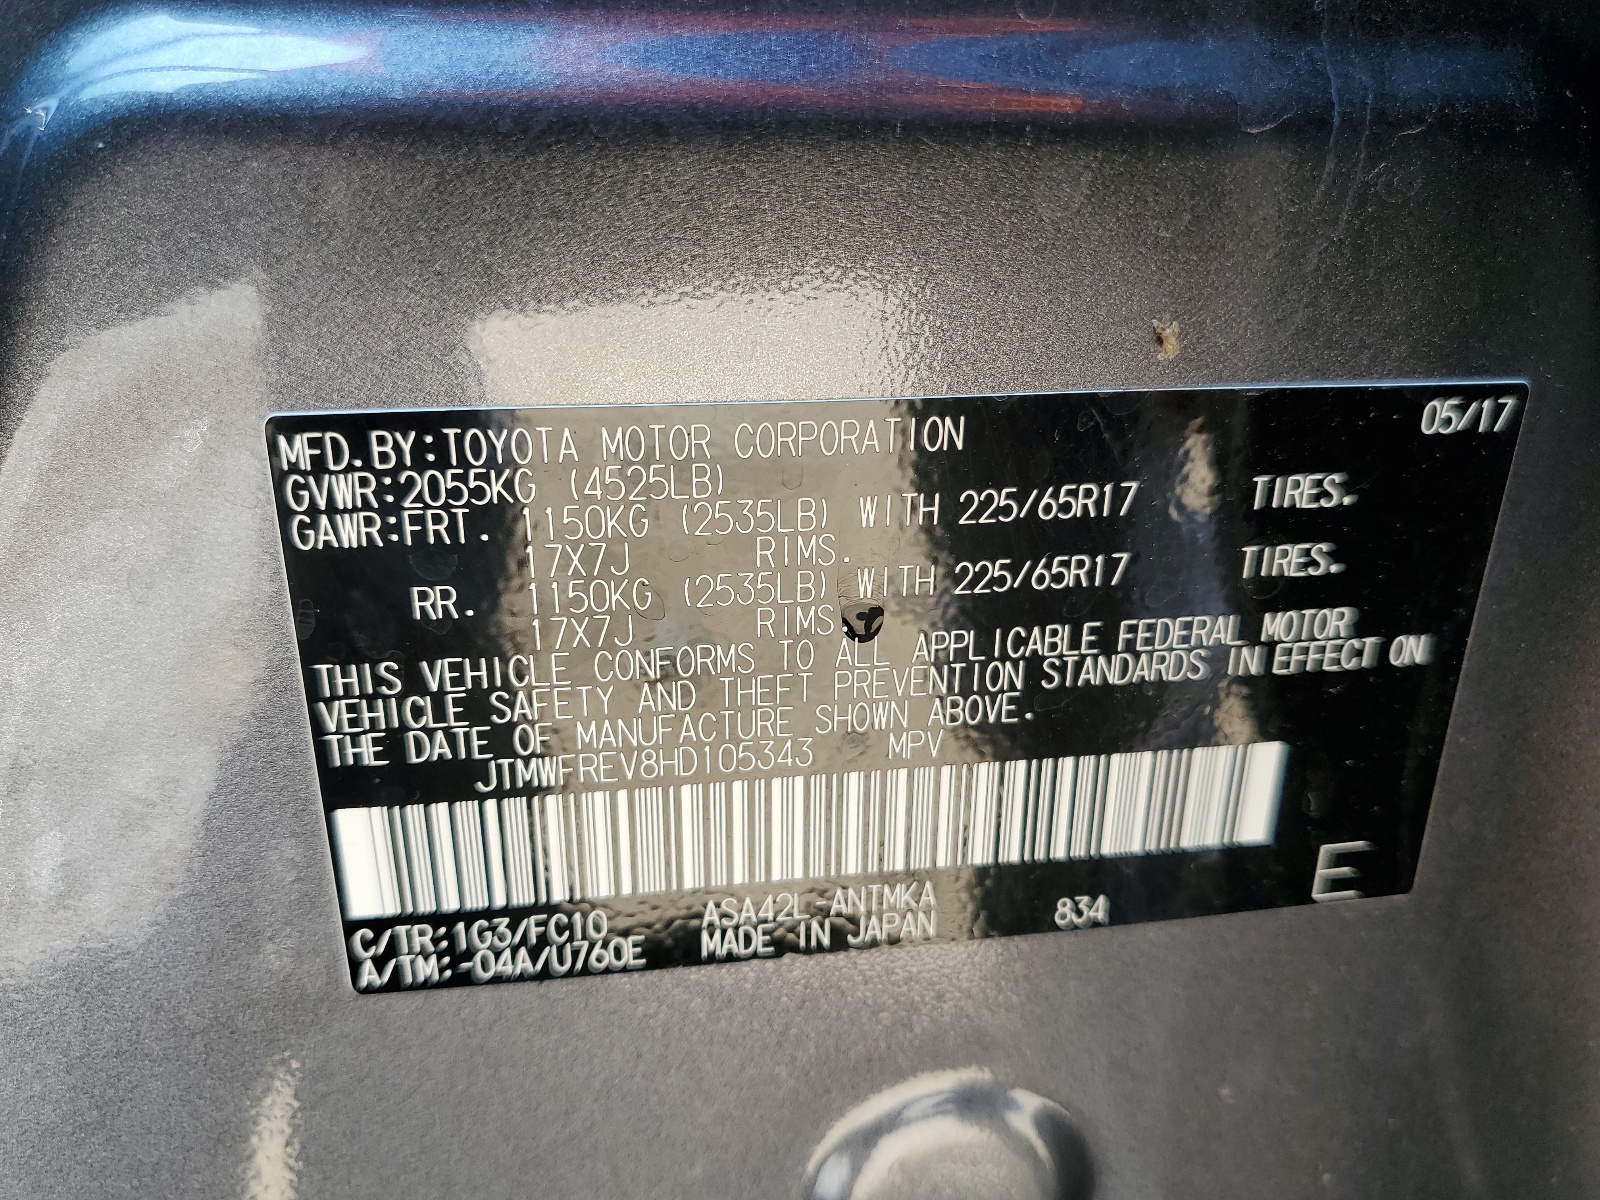 MFD. BY:TOYOTA MOTOR CORPORATION 05/17
GVWR:2055KG (4525LB)
GAWR:FRT. 1150KG (2535LB) WITH 225/65R17 TIRES.
17X7J RIMS.
RR. 1150KG (2535LB) WITH 225/65R17 TIRES.
17X7J RIMS
THIS VEHICLE CONFORMS TO ALL APPLICABLE FEDERAL MOTOR
VEHICLE SAFETY AND THEFT PREVENTION STANDARDS IN EFFECT ON
THE DATE OF MANUFACTURE SHOWN ABOVE.
JTMWFREV8HD105343 MPV
E
C/TR:1G3/FC10 ASA42L-ANTMKA 834
A/TM:-04A/U760E MADE IN JAPAN